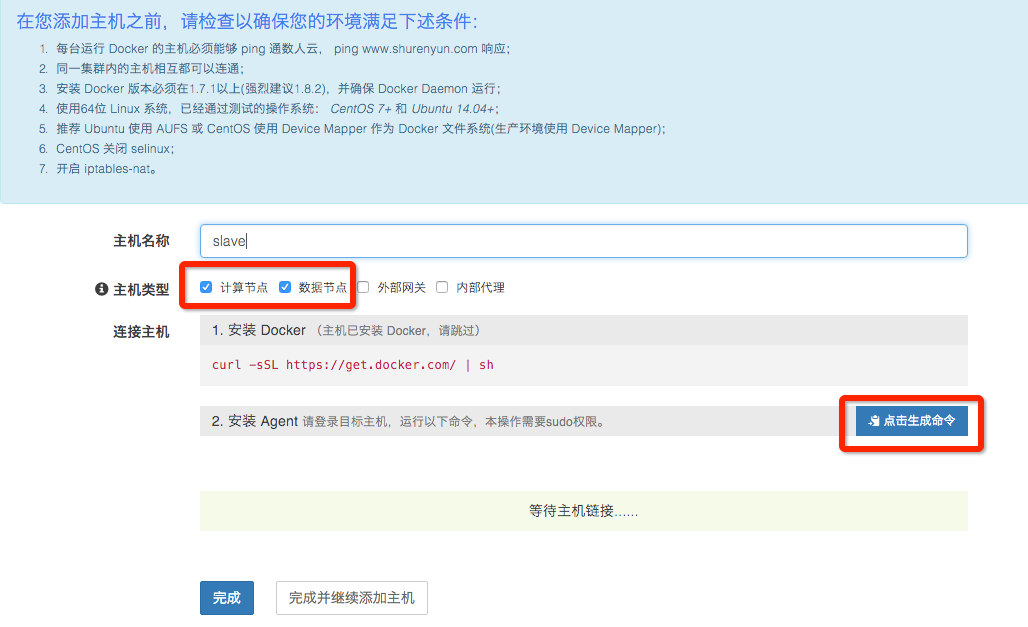 在您添加主机之前，请检查以确保您的环境满足下述条件:
1. 每台运行 Docker 的主机必须能够 ping 通数人云， ping www.shurenyun.com 响应;
2. 同一集群内的主机相互都可以连通;
3. 安装 Docker 版本必须在1.7.1以上(强烈建议1.8.2)，并确保 Docker Daemon 运行;
4. 使用64位 Linux 系统，已经通过测试的操作系统： CentOS 7+ 和 Ubuntu 14.04+;
5. 推荐 Ubuntu 使用 AUFS 或 CentOS 使用 Device Mapper 作为 Docker 文件系统(生产环境使用 Device Mapper);
6. CentOS 关闭 selinux;
7. 开启 iptables-nat。
主机名称 slave
主机类型 计算节点 数据节点 外部网关 内部代理
连接主机 1. 安装 Docker （主机已安装 Docker，请跳过）
curl -sSL https://get.docker.com/ | sh
2. 安装 Agent 请登录目标主机，运行以下命令，本操作需要sudo权限。 点击生成命令
等待主机链接......
完成 完成并继续添加主机